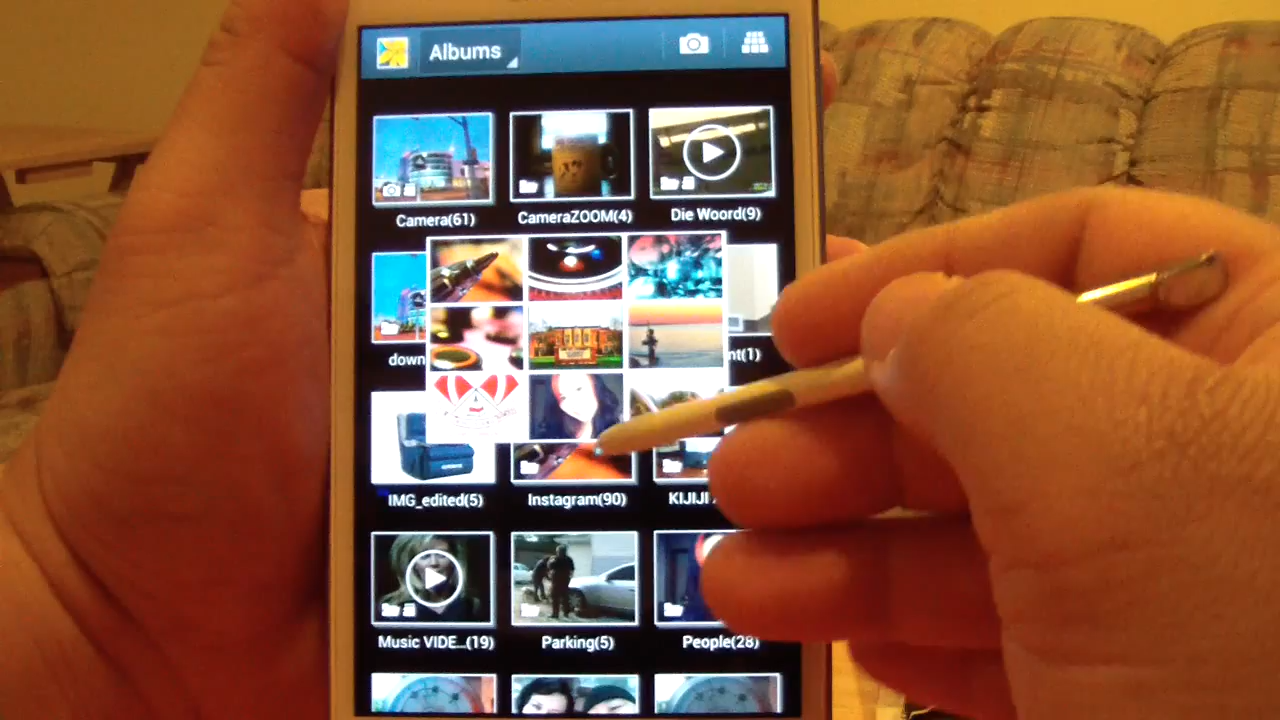 Albums
Camera(61)
CameraZOOM(4)
Die Woord(9)
down
nt(1)
IMG_edited(5)
Instagram(90)
KIJIJI
Music VIDE...(19)
Parking(5)
People(28)